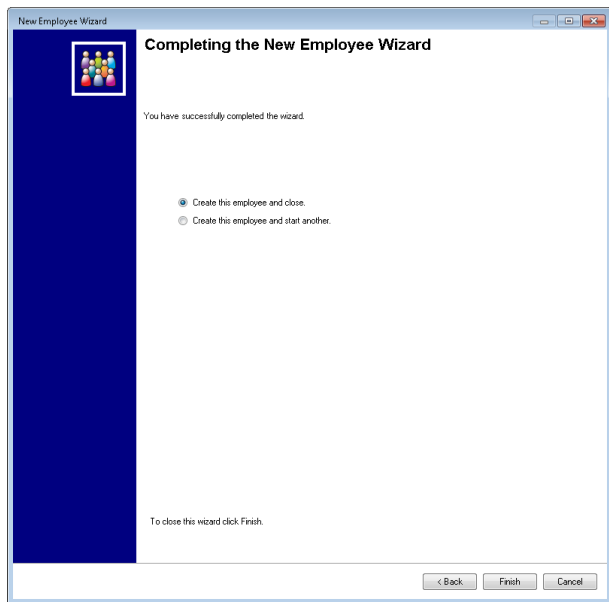 New Employee Wizard
Completing the New Employee Wizard
You have successfully completed the wizard.
Create this employee and close.
Create this employee and start another.
To close this wizard click Finish.
< Back Finish Cancel